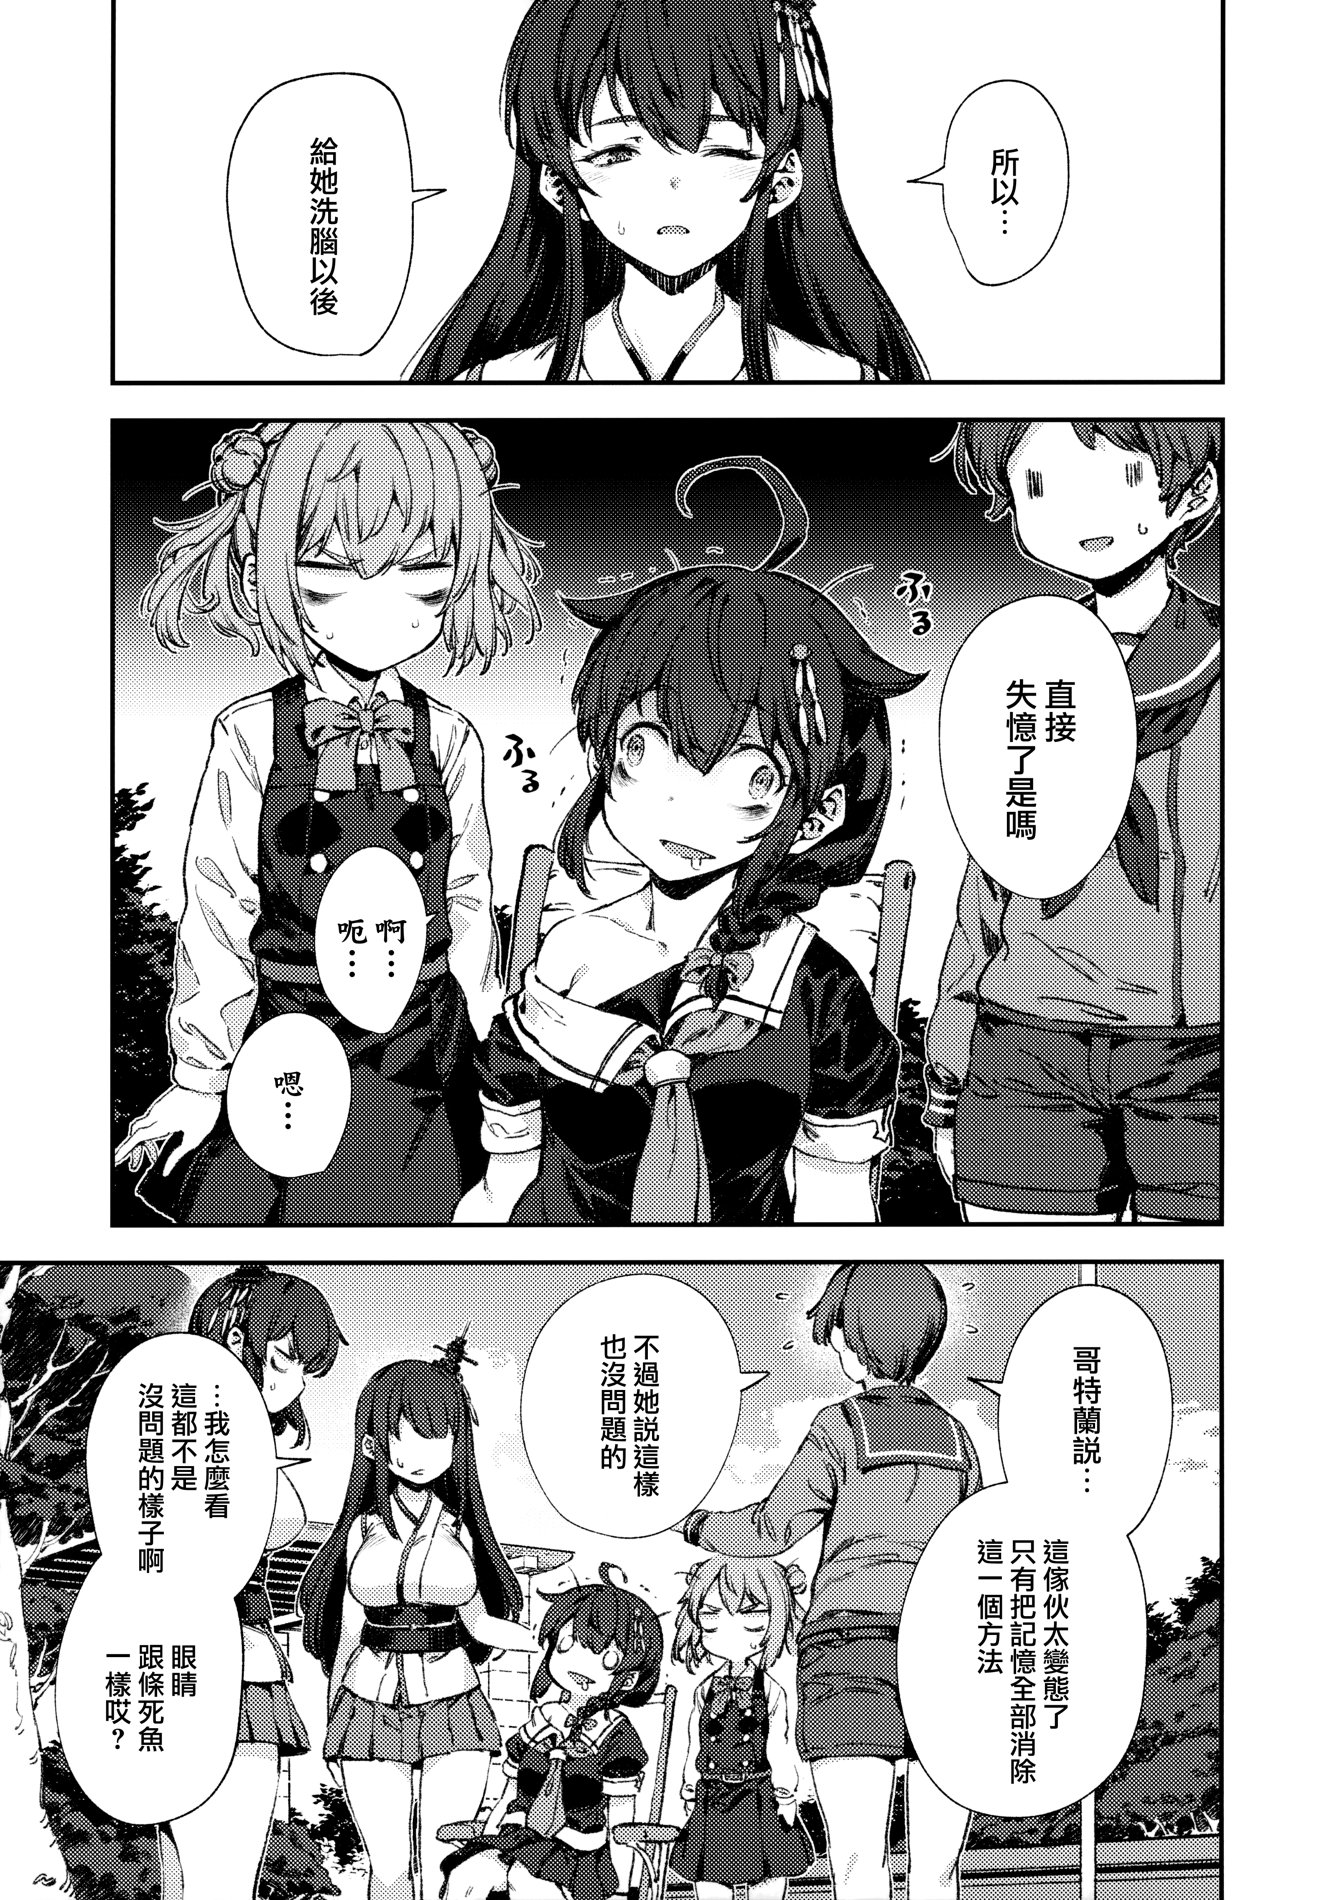 所以…
給她洗腦以後
直接
失憶了是嗎
ふる
ふる
啊…
呃…
嗯…
哥特蘭説…
這傢伙太變態了
只有把記憶全部消除
這一個方法
不過她説這樣
也沒問題的
…我怎麼看
這都不是
沒問題的樣子啊
眼睛
跟條死魚
一樣哎?